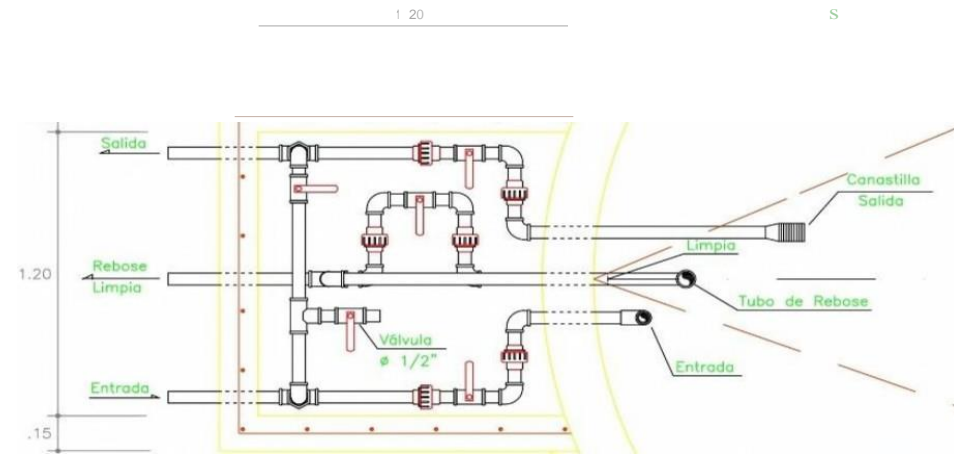 1 20
S
Salida
Canastilla
Salida
Limpia
1.20
Rebose
Limpia
Tubo de Rebose
Válvula
ø 1/2"
Entrada
Entrada
.15